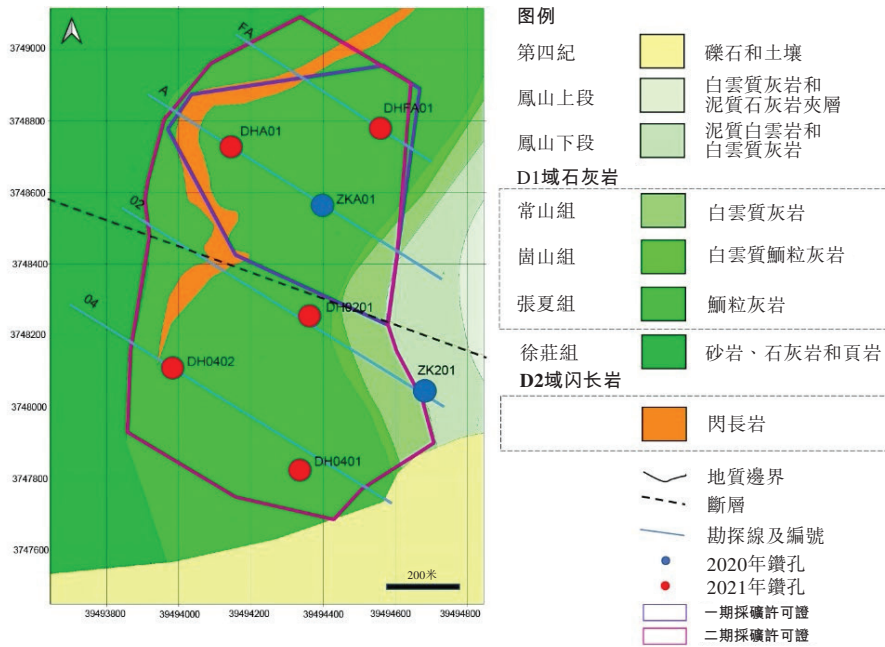 3749000
3748800
3748600
3748400
3748200
3748000
3747800
3747600
39493800
39494000
39494200
39494400
39494600
39494800
FA
A
02
04
DHA01
DHFA01
ZKA01
DH0201
DH0402
ZK201
DH0401
200米
图例
第四紀
礫石和土壤
鳳山上段
白雲質灰岩和
泥質石灰岩夾層
鳳山下段
泥質白雲岩和
白雲質灰岩
D1域石灰岩
常山組
白雲質灰岩
崮山組
白雲質鮞粒灰岩
張夏組
鮞粒灰岩
徐莊組
砂岩、石灰岩和頁岩
D2域闪长岩
閃長岩
地質邊界
斷層
勘探線及編號
2020年鑽孔
2021年鑽孔
一期採礦許可證
二期採礦許可證